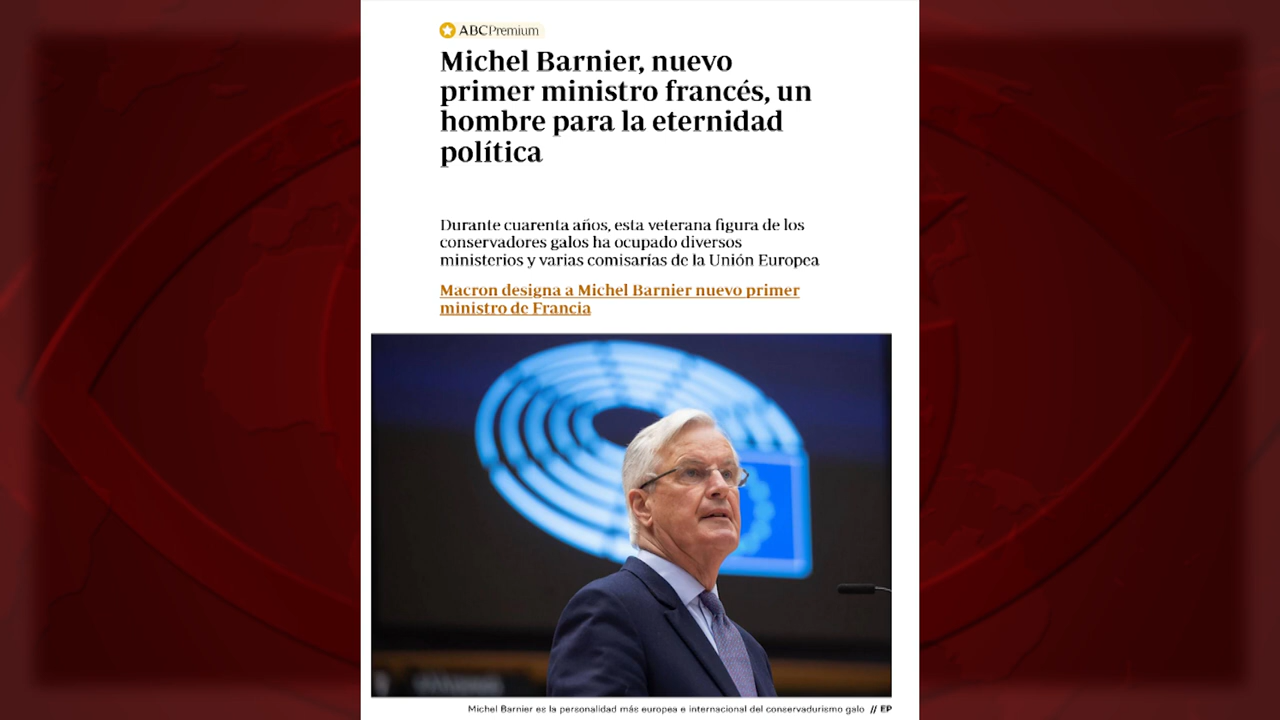 ABCPremium
Michel Barnier, nuevo
primer ministro francés, un
hombre para la eternidad
política
Durante cuarenta años, esta veterana figura de los
conservadores galos ha ocupado diversos
ministerios y varias comisarías de la Unión Europea
Macron designa a Michel Barnier nuevo primer
ministro de Francia
Michel Barnier es la personalidad más europea e internacional del conservadurismo galo // EP